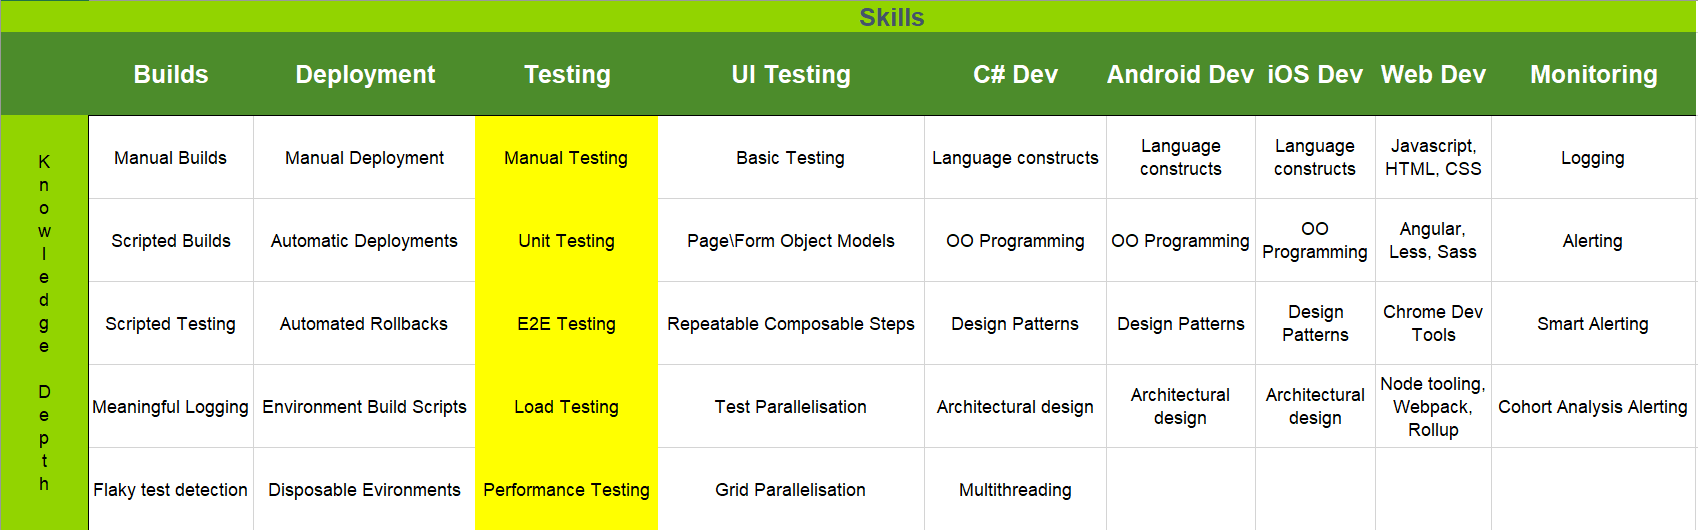 Skills
Builds Deployment Testing UI Testing C# Dev Android Dev iOS Dev Web Dev Monitoring
Knowledge Depth
Manual Builds
Manual Deployment
Manual Testing
Basic Testing
Language constructs
Language
constructs
Language
constructs
Javascript,
HTML, CSS
Logging
Scripted Builds
Automatic Deployments
Unit Testing
Page\Form Object Models
OO Programming
OO Programming
OO
Programming
Angular,
Less, Sass
Alerting
Scripted Testing
Automated Rollbacks
E2E Testing
Repeatable Composable Steps
Design Patterns
Design Patterns
Design
Patterns
Chrome Dev
Tools
Smart Alerting
Meaningful Logging
Environment Build Scripts
Load Testing
Test Parallelisation
Architectural design
Architectural
design
Architectural
design
Node tooling,
Webpack,
Rollup
Cohort Analysis Alerting
Flaky test detection
Disposable Evironments
Performance Testing
Grid Parallelisation
Multithreading